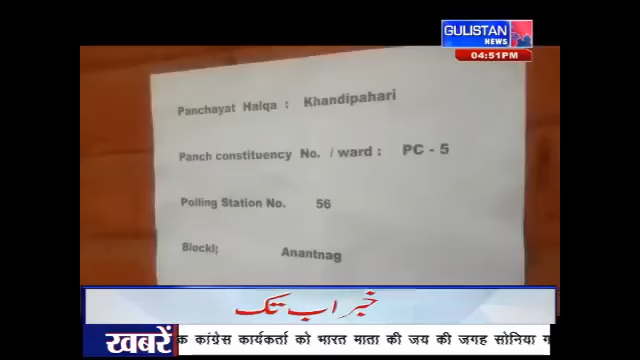 GULISTAN
NEWS
04:51PM
Panchayat Halqa : Khandipahari
Panch constituency No. / ward : PC - 5
Polling Station No. 56
Blockl; Anantnag
خبر اب تک
खबरें क कांग्रेस कार्यकर्ता को भारत माता की जय की जगह सोनिया ग